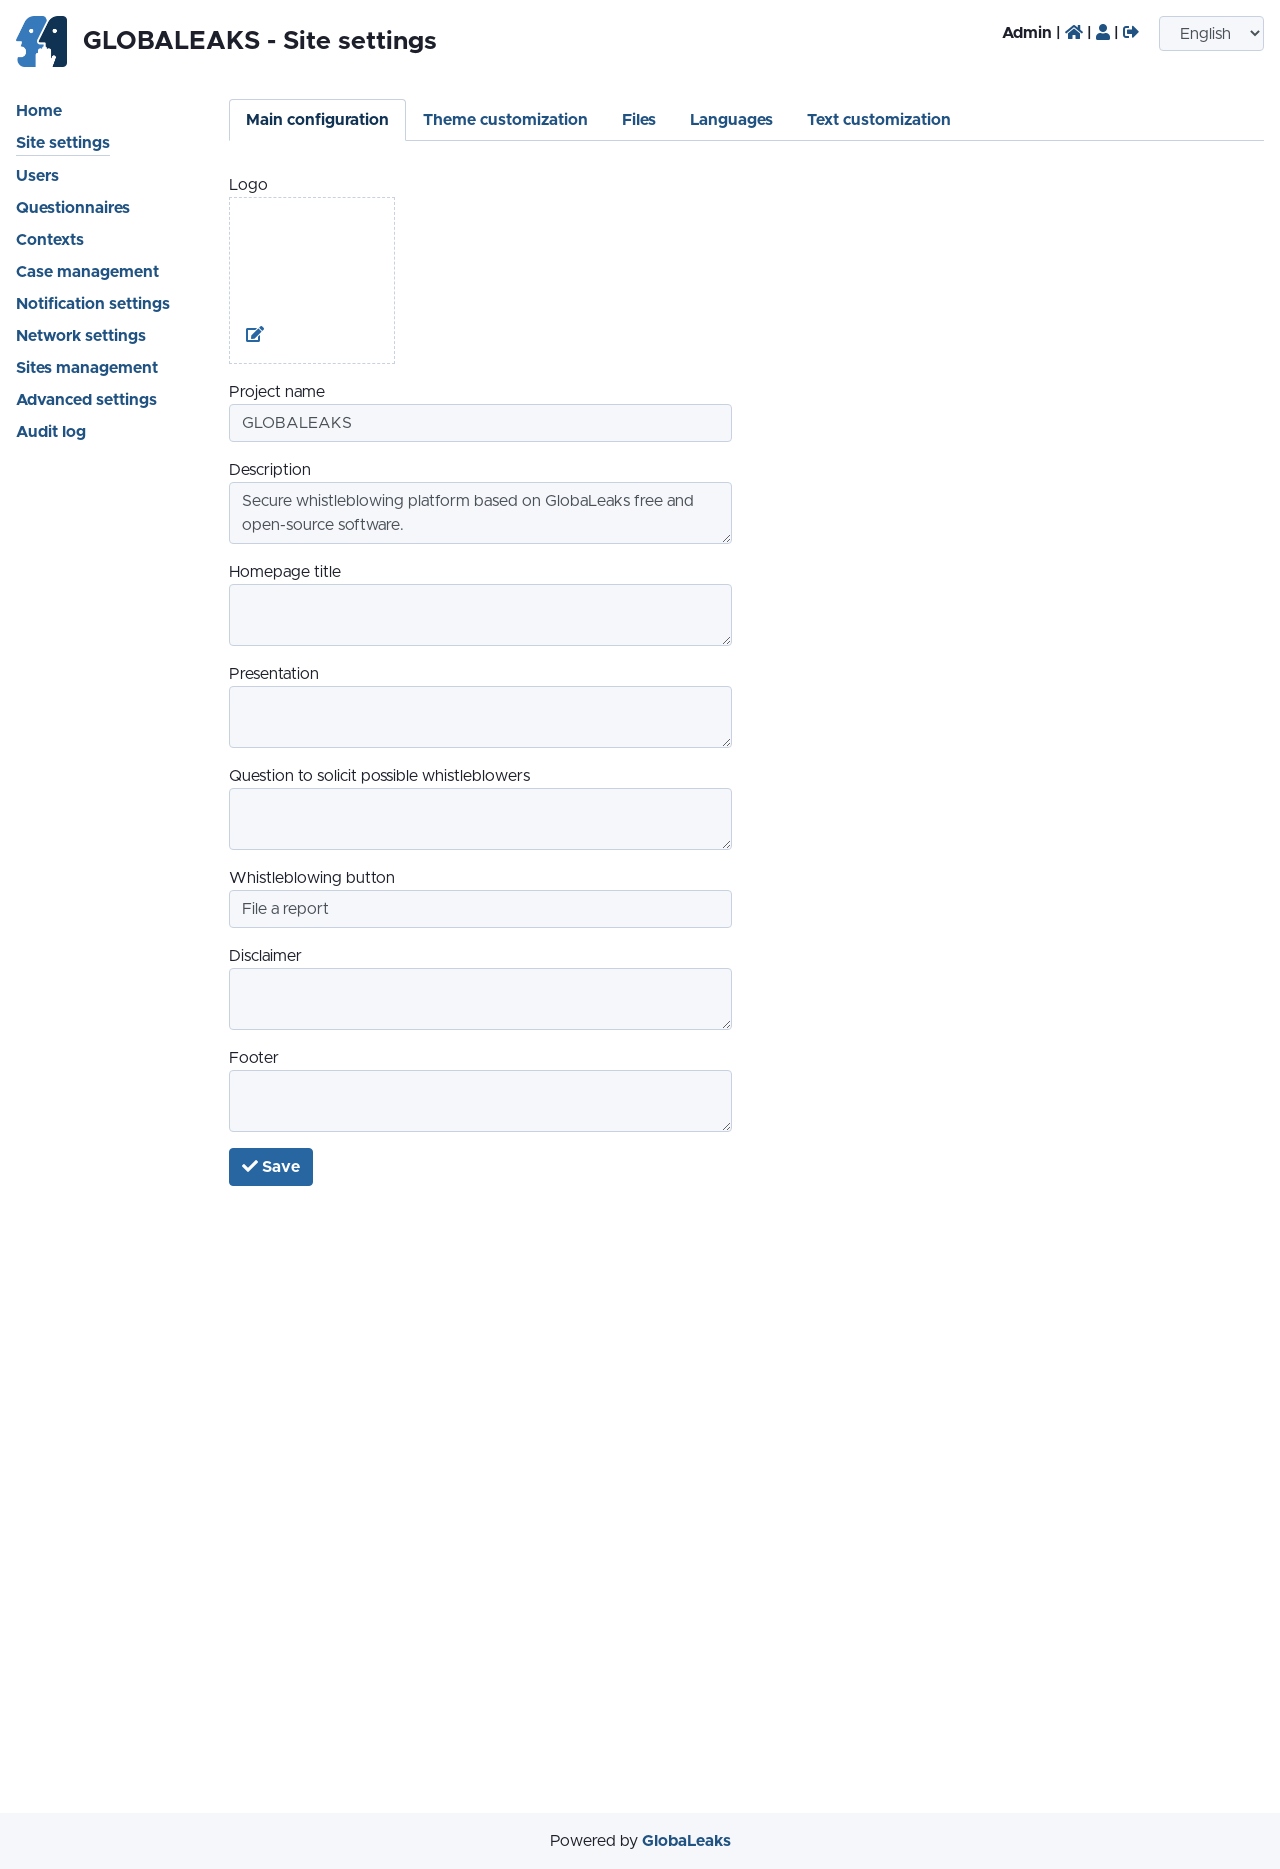 GLOBALEAKS - Site settings
Admin | | |
English
Home
Site settings
Users
Questionnaires
Contexts
Case management
Notification settings
Network settings
Sites management
Advanced settings
Audit log
Main configuration
Theme customization
Files
Languages
Text customization
Logo
Project name
GLOBALEAKS
Description
Secure whistleblowing platform based on GlobaLeaks free and
open-source software.
Homepage title
Presentation
Question to solicit possible whistleblowers
Whistleblowing button
File a report
Disclaimer
Footer
Save
Powered by GlobaLeaks